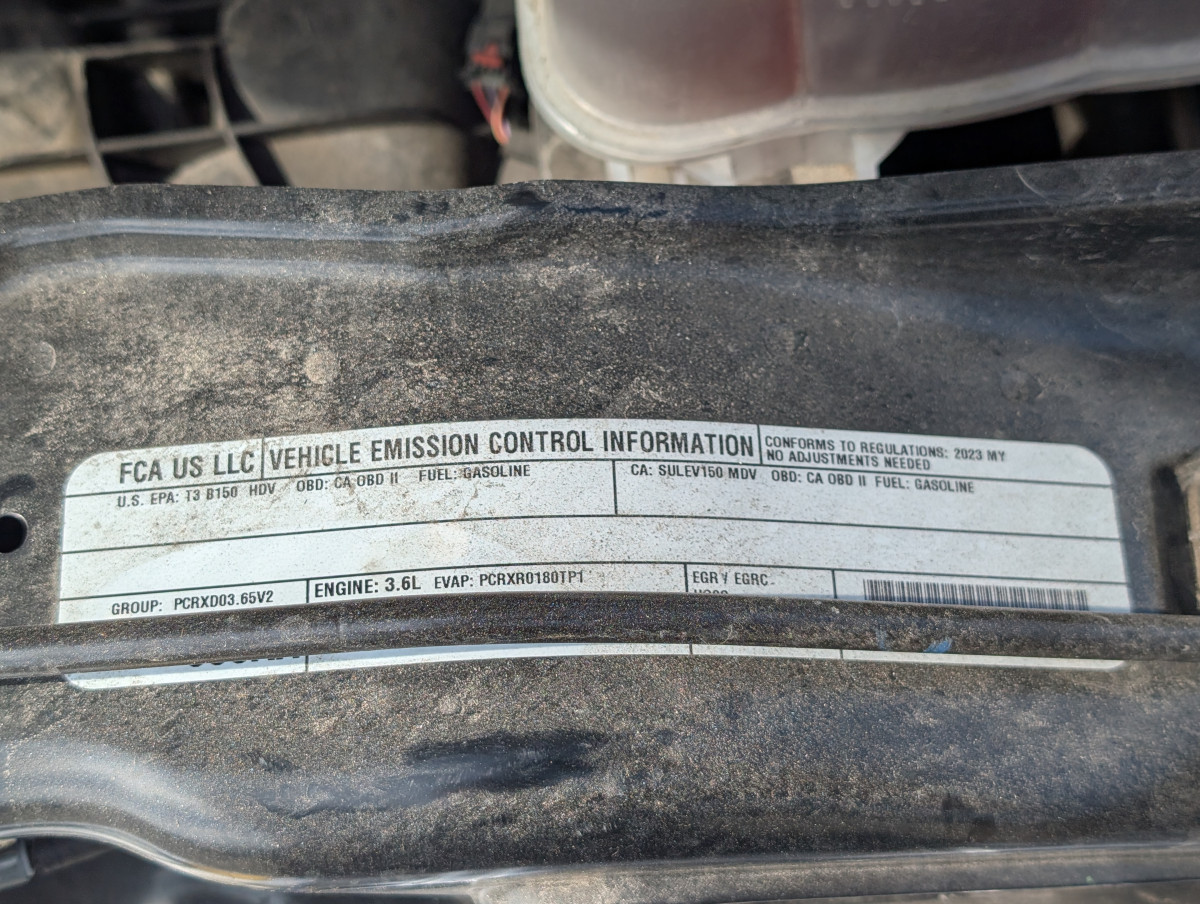 FCA US LLC
VEHICLE EMISSION CONTROL INFORMATION
CONFORMS TO REGULATIONS: 2023 MY
NO ADJUSTMENTS NEEDED
U.S. EPA: T3 B150 HDV OBD: CA OBD II FUEL: GASOLINE
CA: SULEV150 MDV OBD: CA OBD II FUEL: GASOLINE
GROUP: PCRXD03.65V2
ENGINE: 3.6L EVAP: PCRXR0180TP1
EGR / EGRC